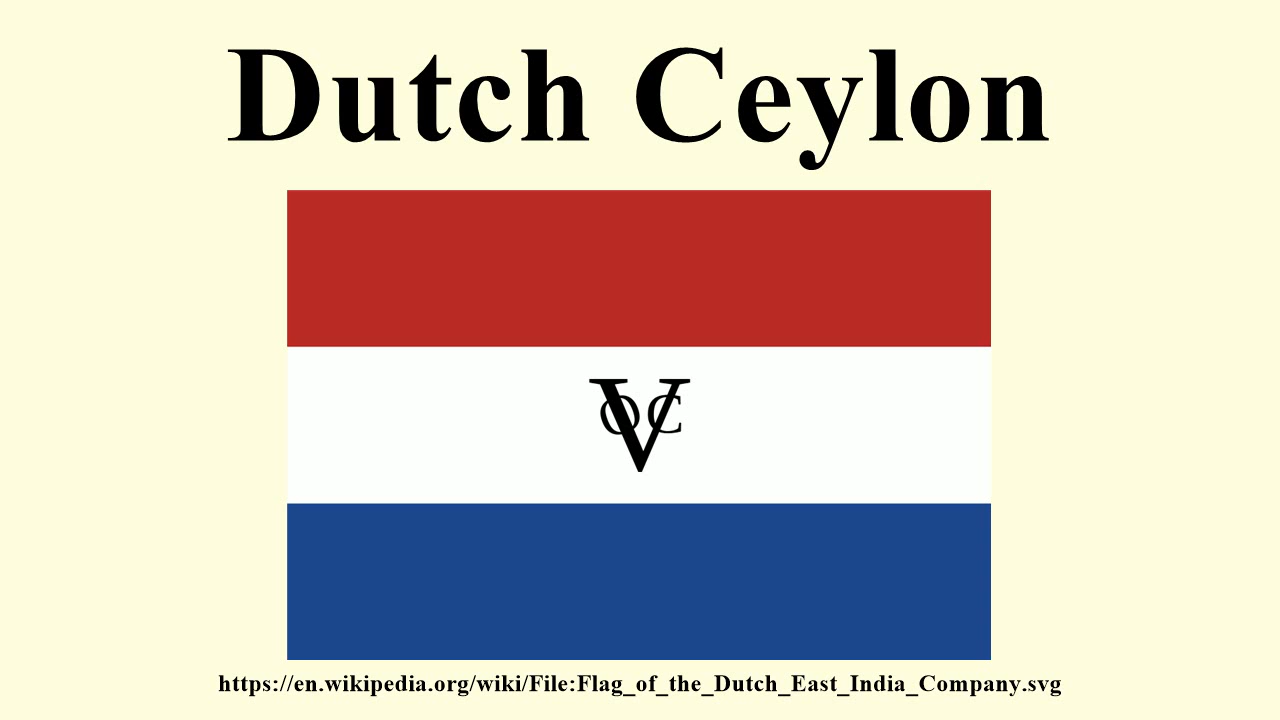 Dutch Ceylon
VOC
https://en.wikipedia.org/wiki/File:Flag_of_the_Dutch_East_India_Company.svg